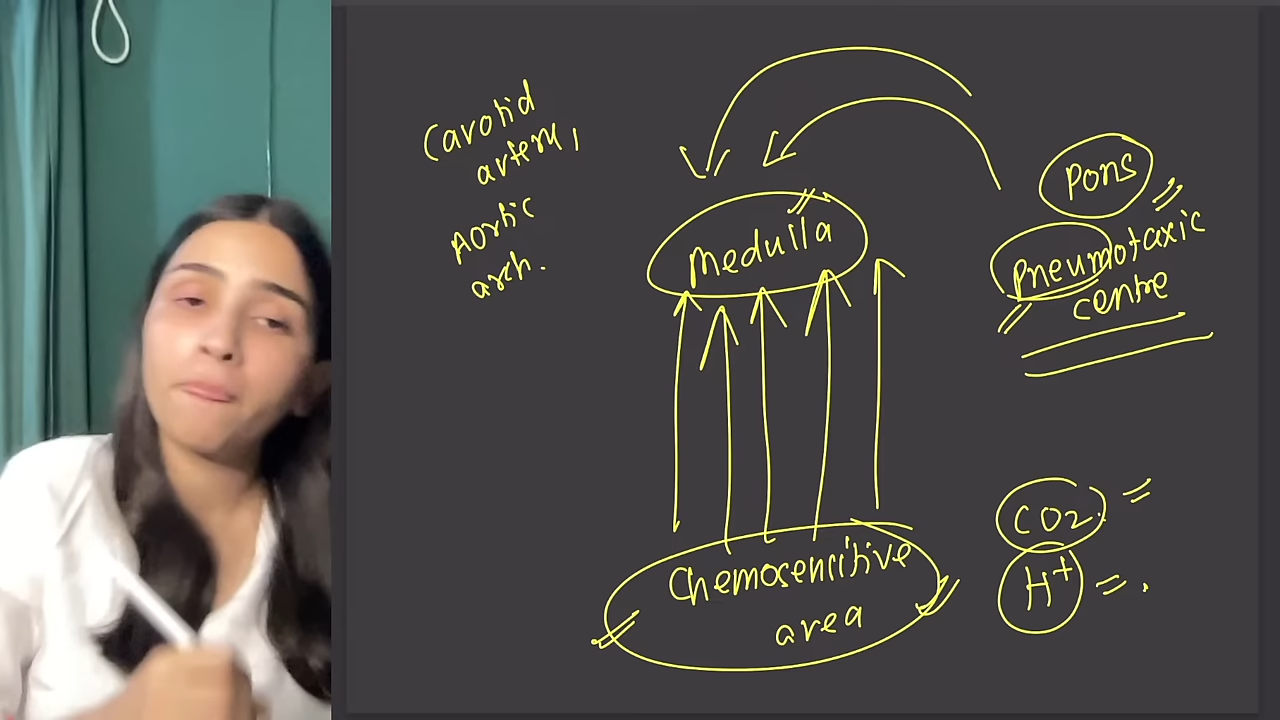 Carotid
artery,
Aortic
arch.
Medulla
Pons
Pneumotaxic
centre
Chemosensitive
area
CO2
H+